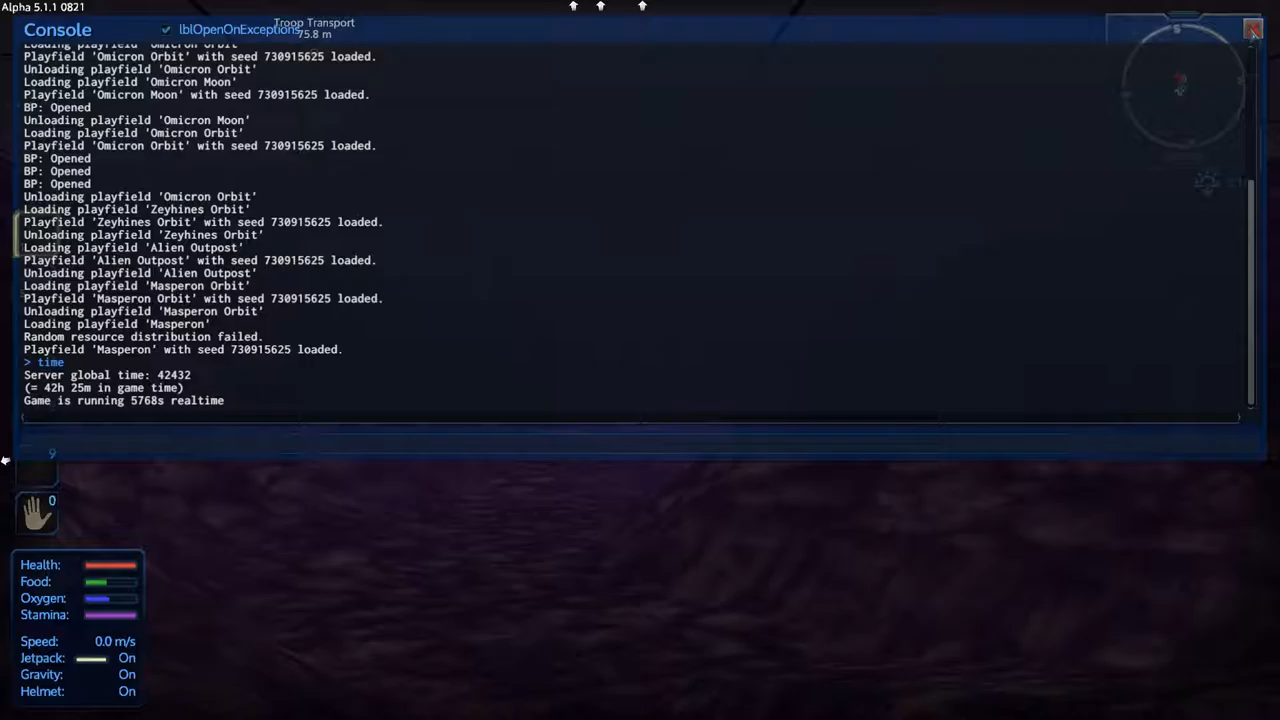 Alpha 5.1.1 0821
Troop Transport
75.8 m
Console
lblOpenOnExceptions
Loading playfield 'Omicron Orbit'
Playfield 'Omicron Orbit' with seed 730915625 loaded.
Unloading playfield 'Omicron Orbit'
Loading playfield 'Omicron Moon'
Playfield 'Omicron Moon' with seed 730915625 loaded.
BP: Opened
Unloading playfield 'Omicron Moon'
Loading playfield 'Omicron Orbit'
Playfield 'Omicron Orbit' with seed 730915625 loaded.
BP: Opened
BP: Opened
BP: Opened
Unloading playfield 'Omicron Orbit'
Loading playfield 'Zeyhines Orbit'
Playfield 'Zeyhines Orbit' with seed 730915625 loaded.
Unloading playfield 'Zeyhines Orbit'
Loading playfield 'Alien Outpost'
Playfield 'Alien Outpost' with seed 730915625 loaded.
Unloading playfield 'Alien Outpost'
Loading playfield 'Masperon Orbit'
Playfield 'Masperon Orbit' with seed 730915625 loaded.
Unloading playfield 'Masperon Orbit'
Loading playfield 'Masperon'
Random resource distribution failed.
Playfield 'Masperon' with seed 730915625 loaded.
> time
Server global time: 42432
(= 42h 25m in game time)
Game is running 5768s realtime
S
9
0
Health:
Food:
Oxygen:
Stamina:
Speed: 0.0 m/s
Jetpack: On
Gravity: On
Helmet: On